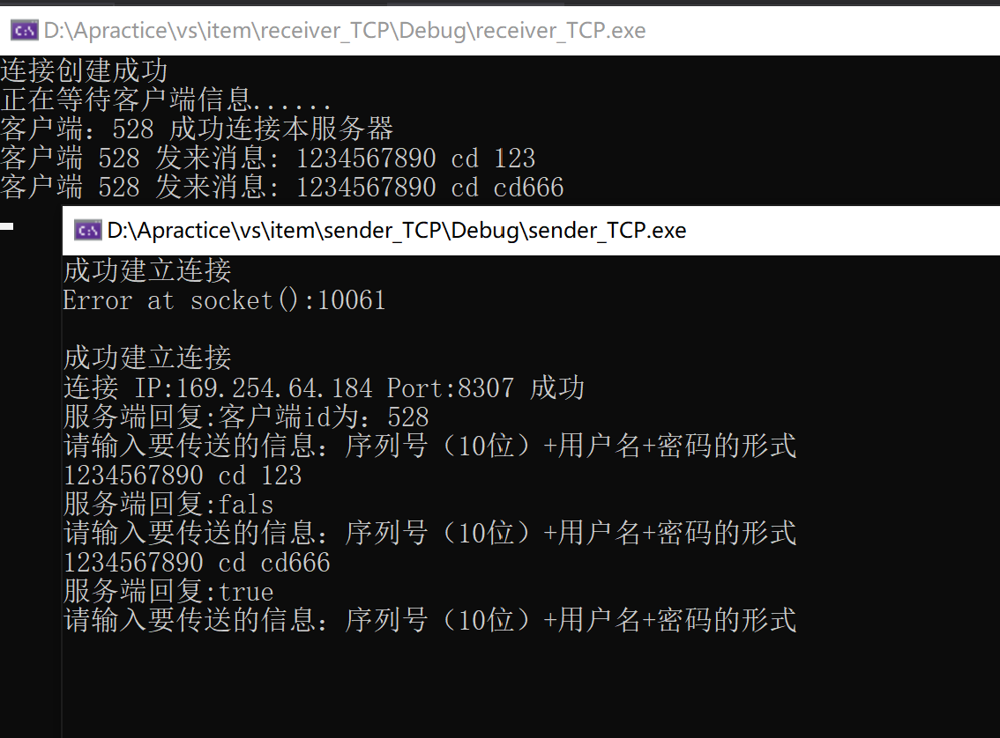 D:\Apractice\vs\item\receiver_TCP\Debug\receiver_TCP.exe
连接创建成功
正在等待客户端信息......
客户端：528 成功连接本服务器
客户端 528 发来消息: 1234567890 cd 123
客户端 528 发来消息: 1234567890 cd cd666
D:\Apractice\vs\item\sender_TCP\Debug\sender_TCP.exe
成功建立连接
Error at socket():10061
成功建立连接
连接 IP:169.254.64.184 Port:8307 成功
服务端回复:客户端id为：528
请输入要传送的信息：序列号（10位）+用户名+密码的形式
1234567890 cd 123
服务端回复:fals
请输入要传送的信息：序列号（10位）+用户名+密码的形式
1234567890 cd cd666
服务端回复:true
请输入要传送的信息：序列号（10位）+用户名+密码的形式